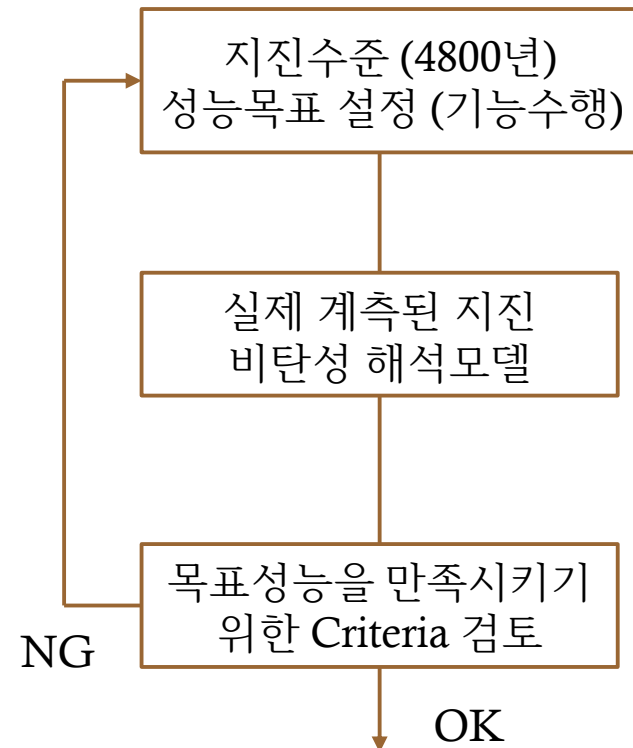 지진수준 (4800년)
성능목표 설정 (기능수행)
실제 계측된 지진
비탄성 해석모델
목표성능을 만족시키기
위한 Criteria 검토
NG
OK